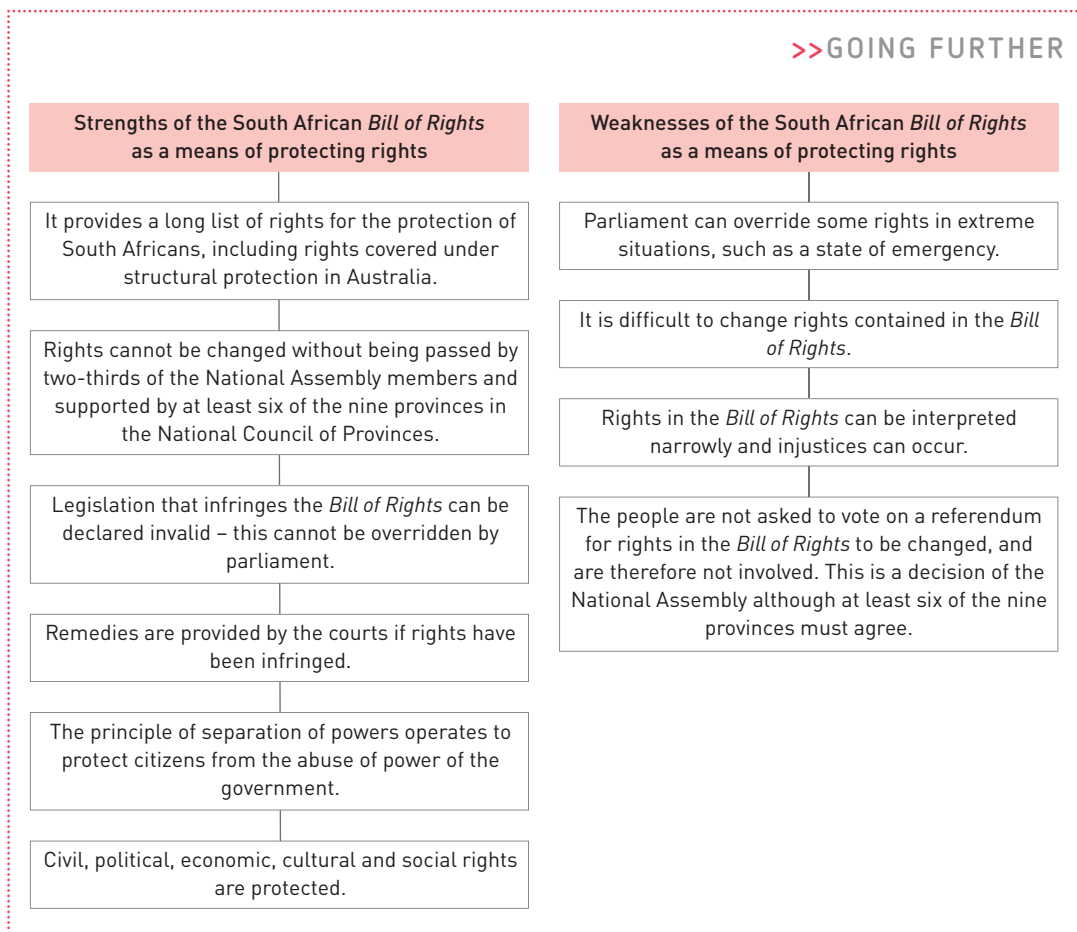 >>GOING FURTHER
Strengths of the South African Bill of Rights
as a means of protecting rights
It provides a long list of rights for the protection of
South Africans, including rights covered under
structural protection in Australia.
Rights cannot be changed without being passed by
two-thirds of the National Assembly members and
supported by at least six of the nine provinces in
the National Council of Provinces.
Legislation that infringes the Bill of Rights can be
declared invalid – this cannot be overridden by
parliament.
Remedies are provided by the courts if rights have
been infringed.
The principle of separation of powers operates to
protect citizens from the abuse of power of the
government.
Civil, political, economic, cultural and social rights
are protected.
Weaknesses of the South African Bill of Rights
as a means of protecting rights
Parliament can override some rights in extreme
situations, such as a state of emergency.
It is difficult to change rights contained in the Bill
of Rights.
Rights in the Bill of Rights can be interpreted
narrowly and injustices can occur.
The people are not asked to vote on a referendum
for rights in the Bill of Rights to be changed, and
are therefore not involved. This is a decision of the
National Assembly although at least six of the nine
provinces must agree.